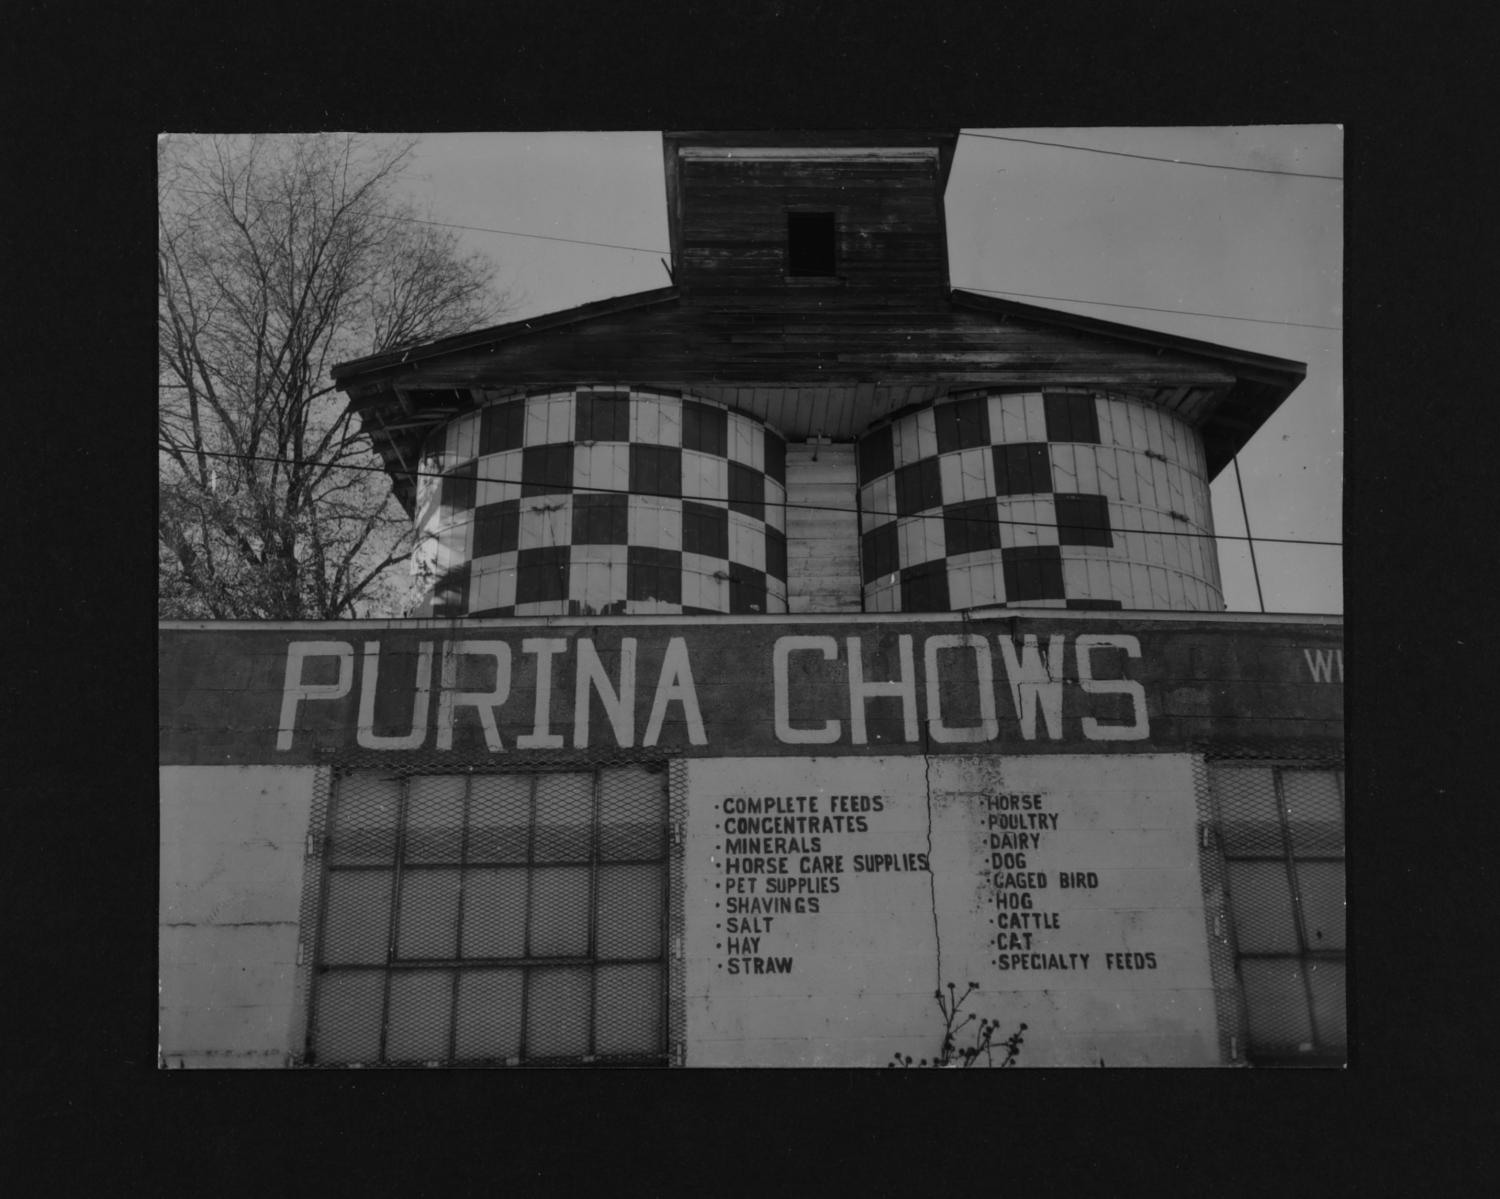 PURINA CHOWS
WH
· COMPLETE FEEDS
· CONCENTRATES
· MINERALS
· HORSE CARE SUPPLIES
· PET SUPPLIES
· SHAVINGS
· SALT
· HAY
· STRAW
· HORSE
· POULTRY
· DAIRY
· DOG
· CAGED BIRD
· HOG
· CATTLE
· CAT
· SPECIALTY FEEDS